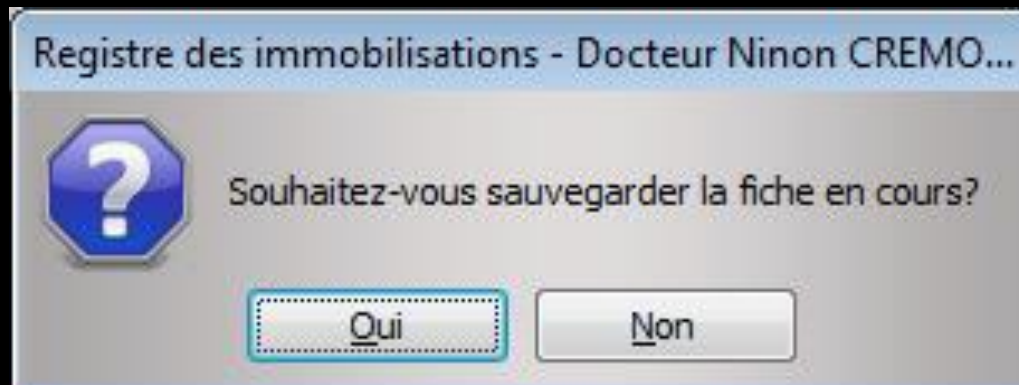 Registre des immobilisations - Docteur Ninon CREMO...
Souhaitez-vous sauvegarder la fiche en cours?
Oui Non